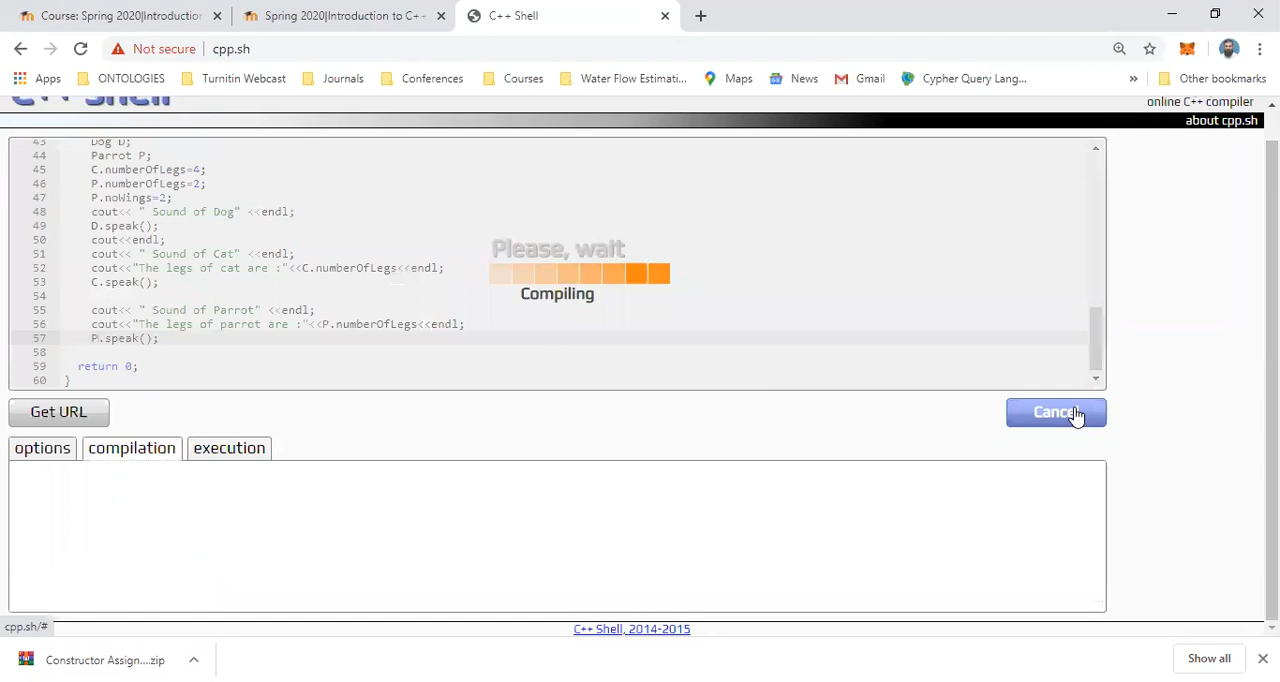 Course: Spring 2020|Introduction
Spring 2020|Introduction to C++
C++ Shell
Not secure
cpp.sh
Apps
ONTOLOGIES
Turnitin Webcast
Journals
Conferences
Courses
Water Flow Estimati...
Maps
News
Gmail
Cypher Query Lang...
»
Other bookmarks
C++ Shell
online C++ compiler
about cpp.sh
43 Dog D;
44 Parrot P;
45 C.numberOfLegs=4;
46 P.numberOfLegs=2;
47 P.noWings=2;
48 cout<< " Sound of Dog" <<endl;
49 D.speak();
50 cout<<endl;
51 cout<< " Sound of Cat" <<endl;
52 cout<<"The legs of cat are :"<<C.numberOfLegs<<endl;
53 C.speak();
54
55 cout<< " Sound of Parrot" <<endl;
56 cout<<"The legs of parrot are :"<<P.numberOfLegs<<endl;
57 P.speak();
58
59 return 0;
60 }
Please, wait
Compiling
Get URL
Cancel
options
compilation
execution
cpp.sh/#
C++ Shell, 2014-2015
Constructor Assign....zip
Show all